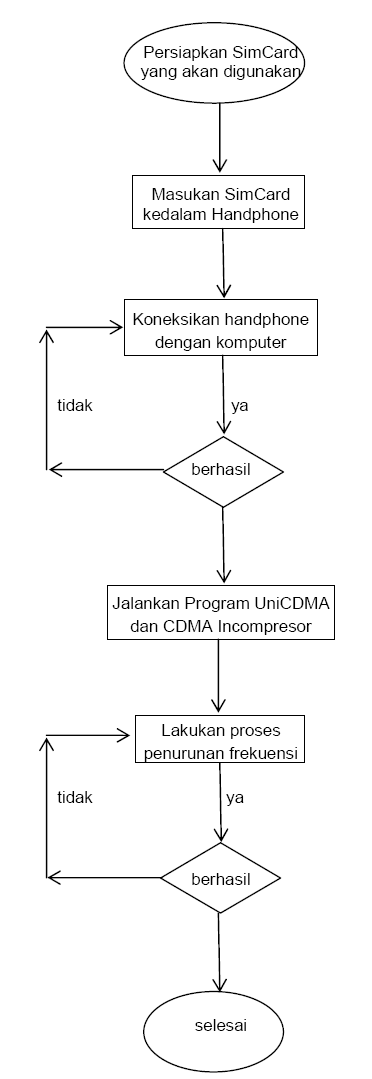 Persiapkan SimCard
yang akan digunakan
Masukan SimCard
kedalam Handphone
Koneksikan handphone
dengan komputer
tidak
ya
berhasil
Jalankan Program UniCDMA
dan CDMA Incompresor
Lakukan proses
penurunan frekuensi
tidak
ya
berhasil
selesai